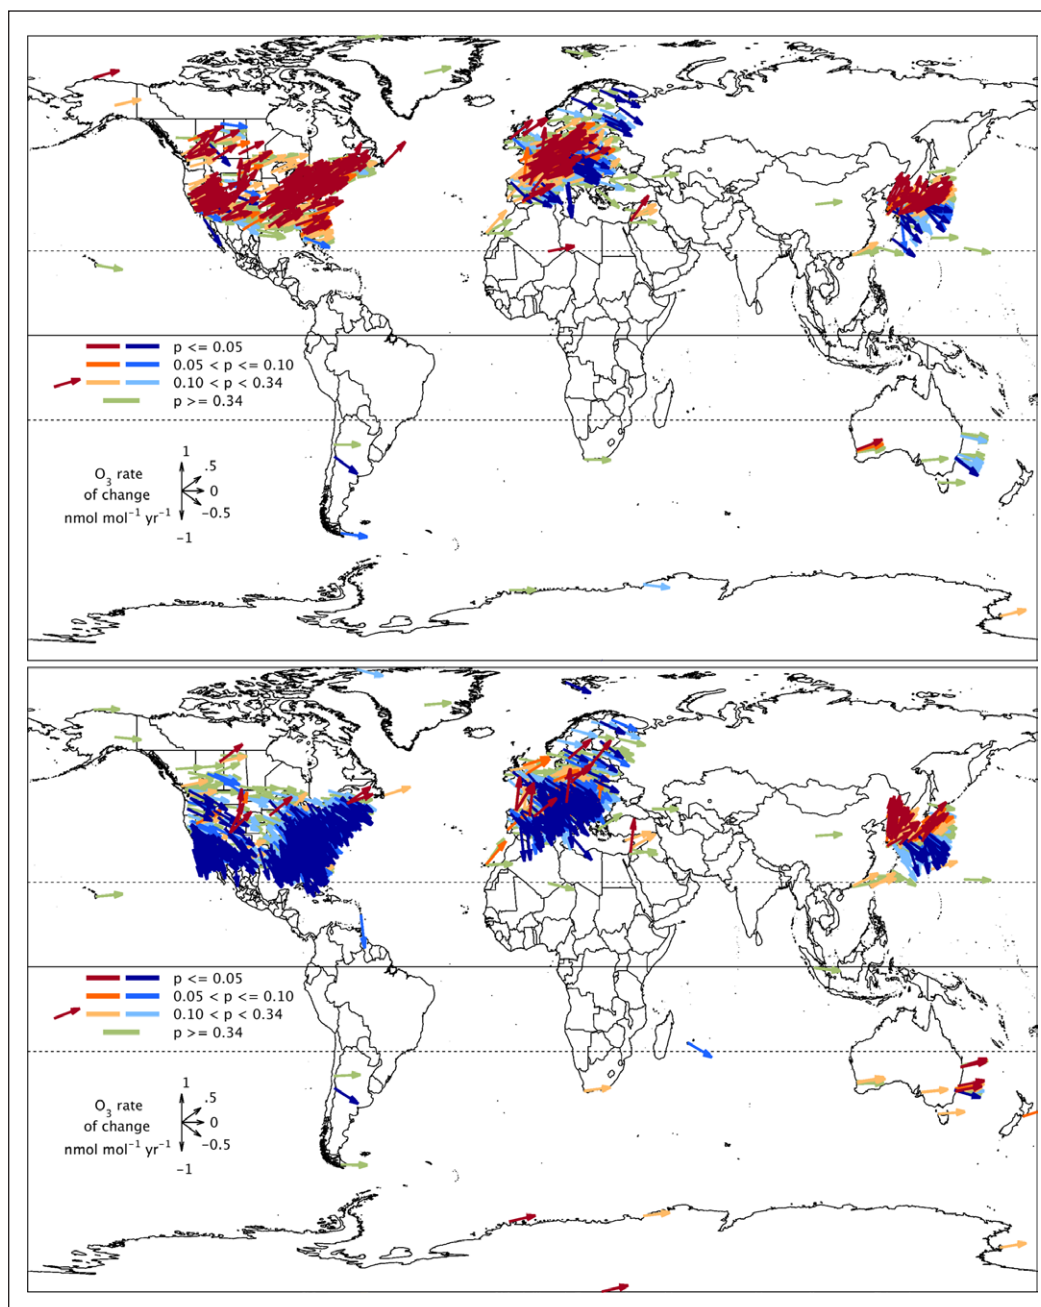 p <= 0.05
0.05 < p <= 0.10
0.10 < p < 0.34
p >= 0.34
1
.5
O3 rate
of change
0
nmol mol−1 yr−1
−0.5
−1
p <= 0.05
0.05 < p <= 0.10
0.10 < p < 0.34
p >= 0.34
1
.5
O3 rate
of change
0
nmol mol−1 yr−1
−0.5
−1